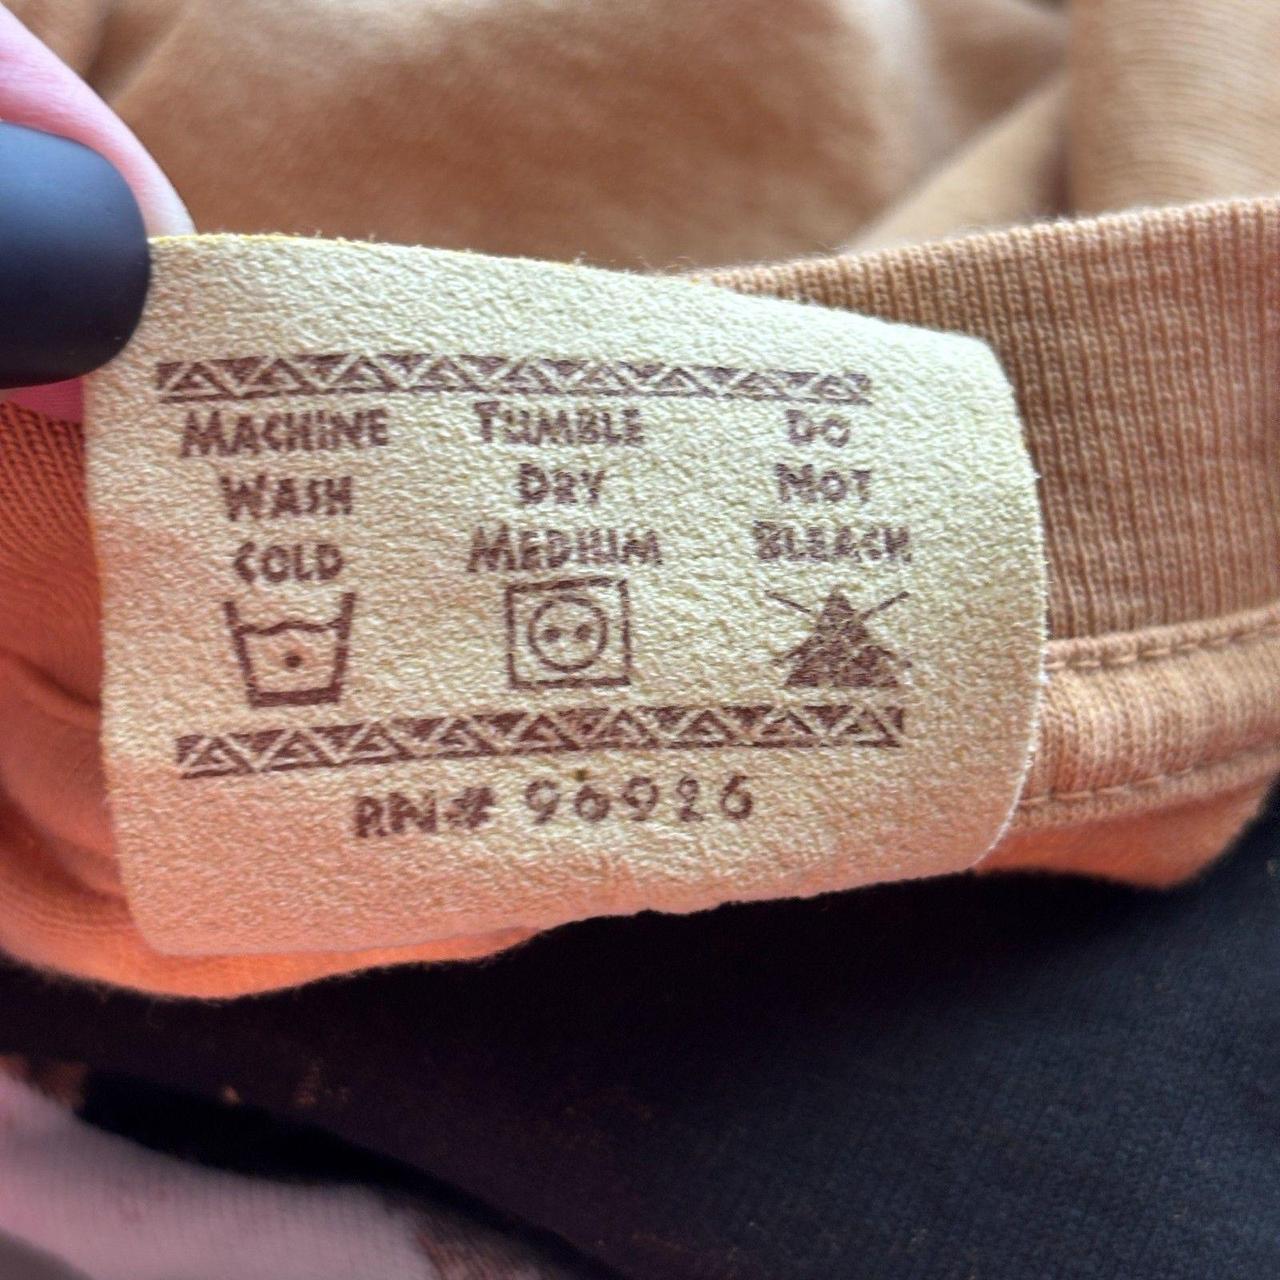 MACHINE
WASH
COLD
TUMBLE
DRY
MEDIUM
DO
NOT
BLEACH
RN# 96926